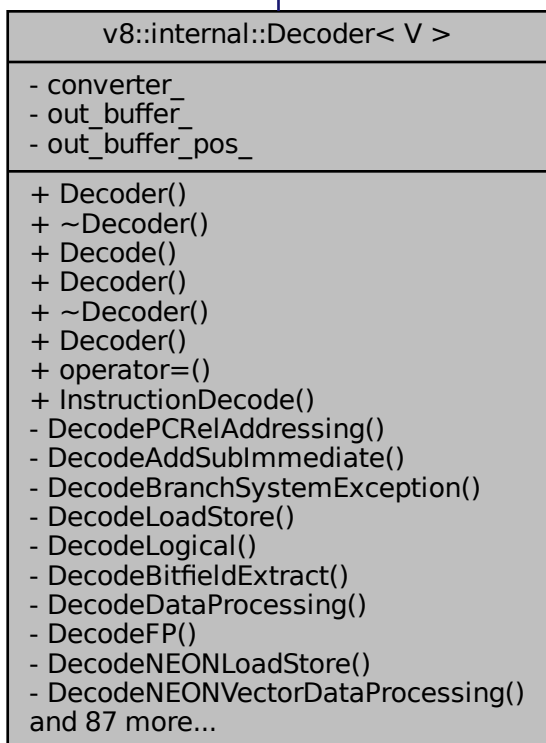 v8::internal::Decoder< V >
- converter_
- out_buffer_
- out_buffer_pos_
+ Decoder()
+ ~Decoder()
+ Decode()
+ Decoder()
+ ~Decoder()
+ Decoder()
+ operator=()
+ InstructionDecode()
- DecodePCRelAddressing()
- DecodeAddSubImmediate()
- DecodeBranchSystemException()
- DecodeLoadStore()
- DecodeLogical()
- DecodeBitfieldExtract()
- DecodeDataProcessing()
- DecodeFP()
- DecodeNEONLoadStore()
- DecodeNEONVectorDataProcessing()
and 87 more...